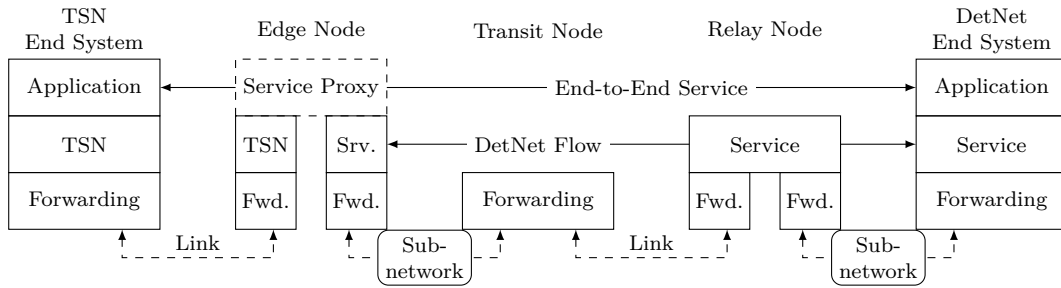 TSN
End System
Edge Node
Transit Node
Relay Node
DetNet
End System
Application
Service Proxy
End-to-End Service
Application
TSN
TSN
Srv.
DetNet Flow
Service
Service
Forwarding
Fwd.
Fwd.
Forwarding
Fwd.
Fwd.
Forwarding
Link
Sub-
network
Link
Sub-
network